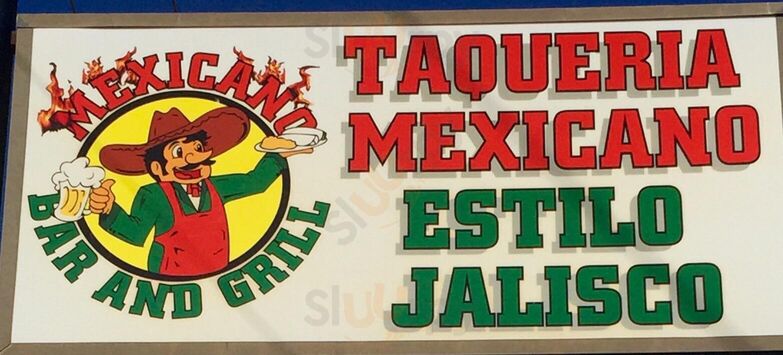 MEXICANO
BAR AND GRILL
TAQUERIA
MEXICANO
ESTILO
JALISCO